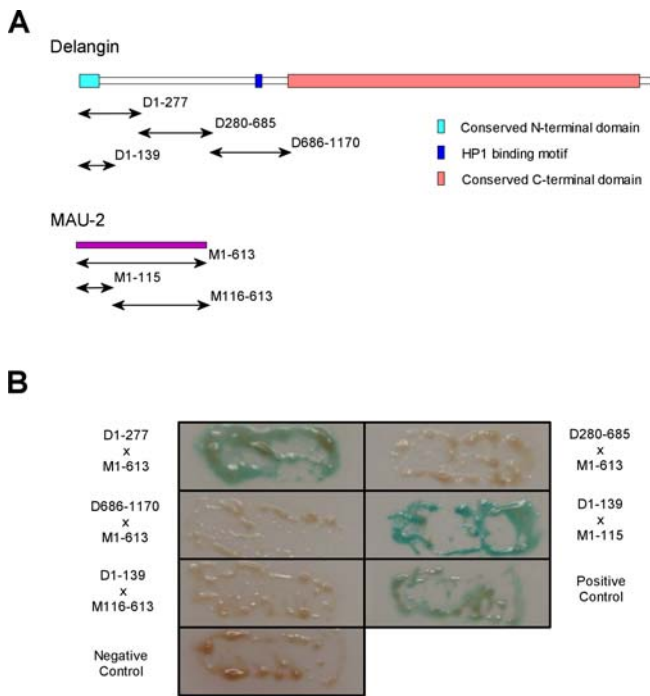 A
Delangin
D1-277
D280-685
D686-1170
D1-139
Conserved N-terminal domain
HP1 binding motif
Conserved C-terminal domain
MAU-2
M1-613
M1-115
M116-613
B
D1-277
x
M1-613
D280-685
x
M1-613
D686-1170
x
M1-613
D1-139
x
M1-115
D1-139
x
M116-613
Positive
Control
Negative
Control